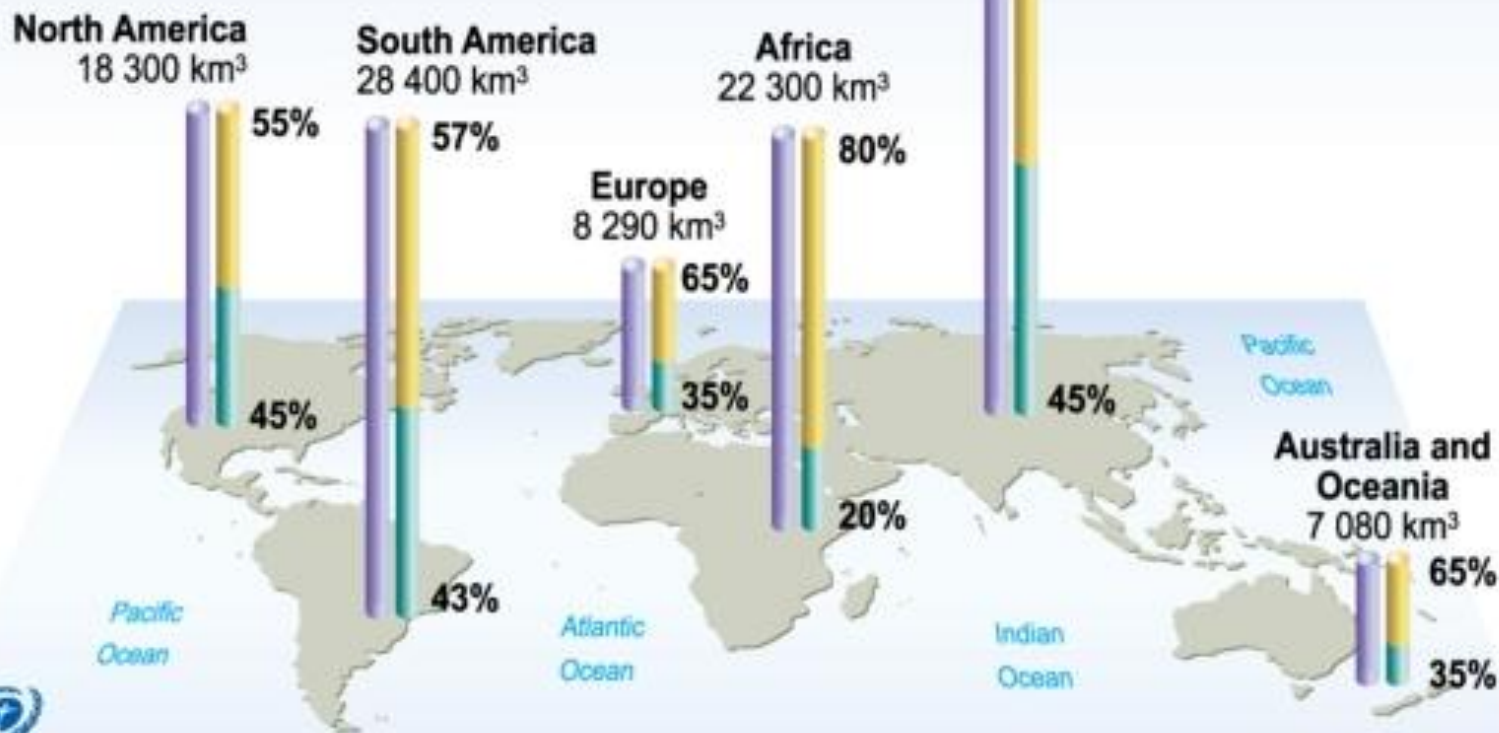 North America
18 300 km³
55%
45%
South America
28 400 km³
57%
43%
Europe
8 290 km³
65%
35%
Africa
22 300 km³
80%
20%
45%
Pacific
Ocean
Australia and
Oceania
7 080 km³
65%
35%
Pacific
Ocean
Atlantic
Ocean
Indian
Ocean